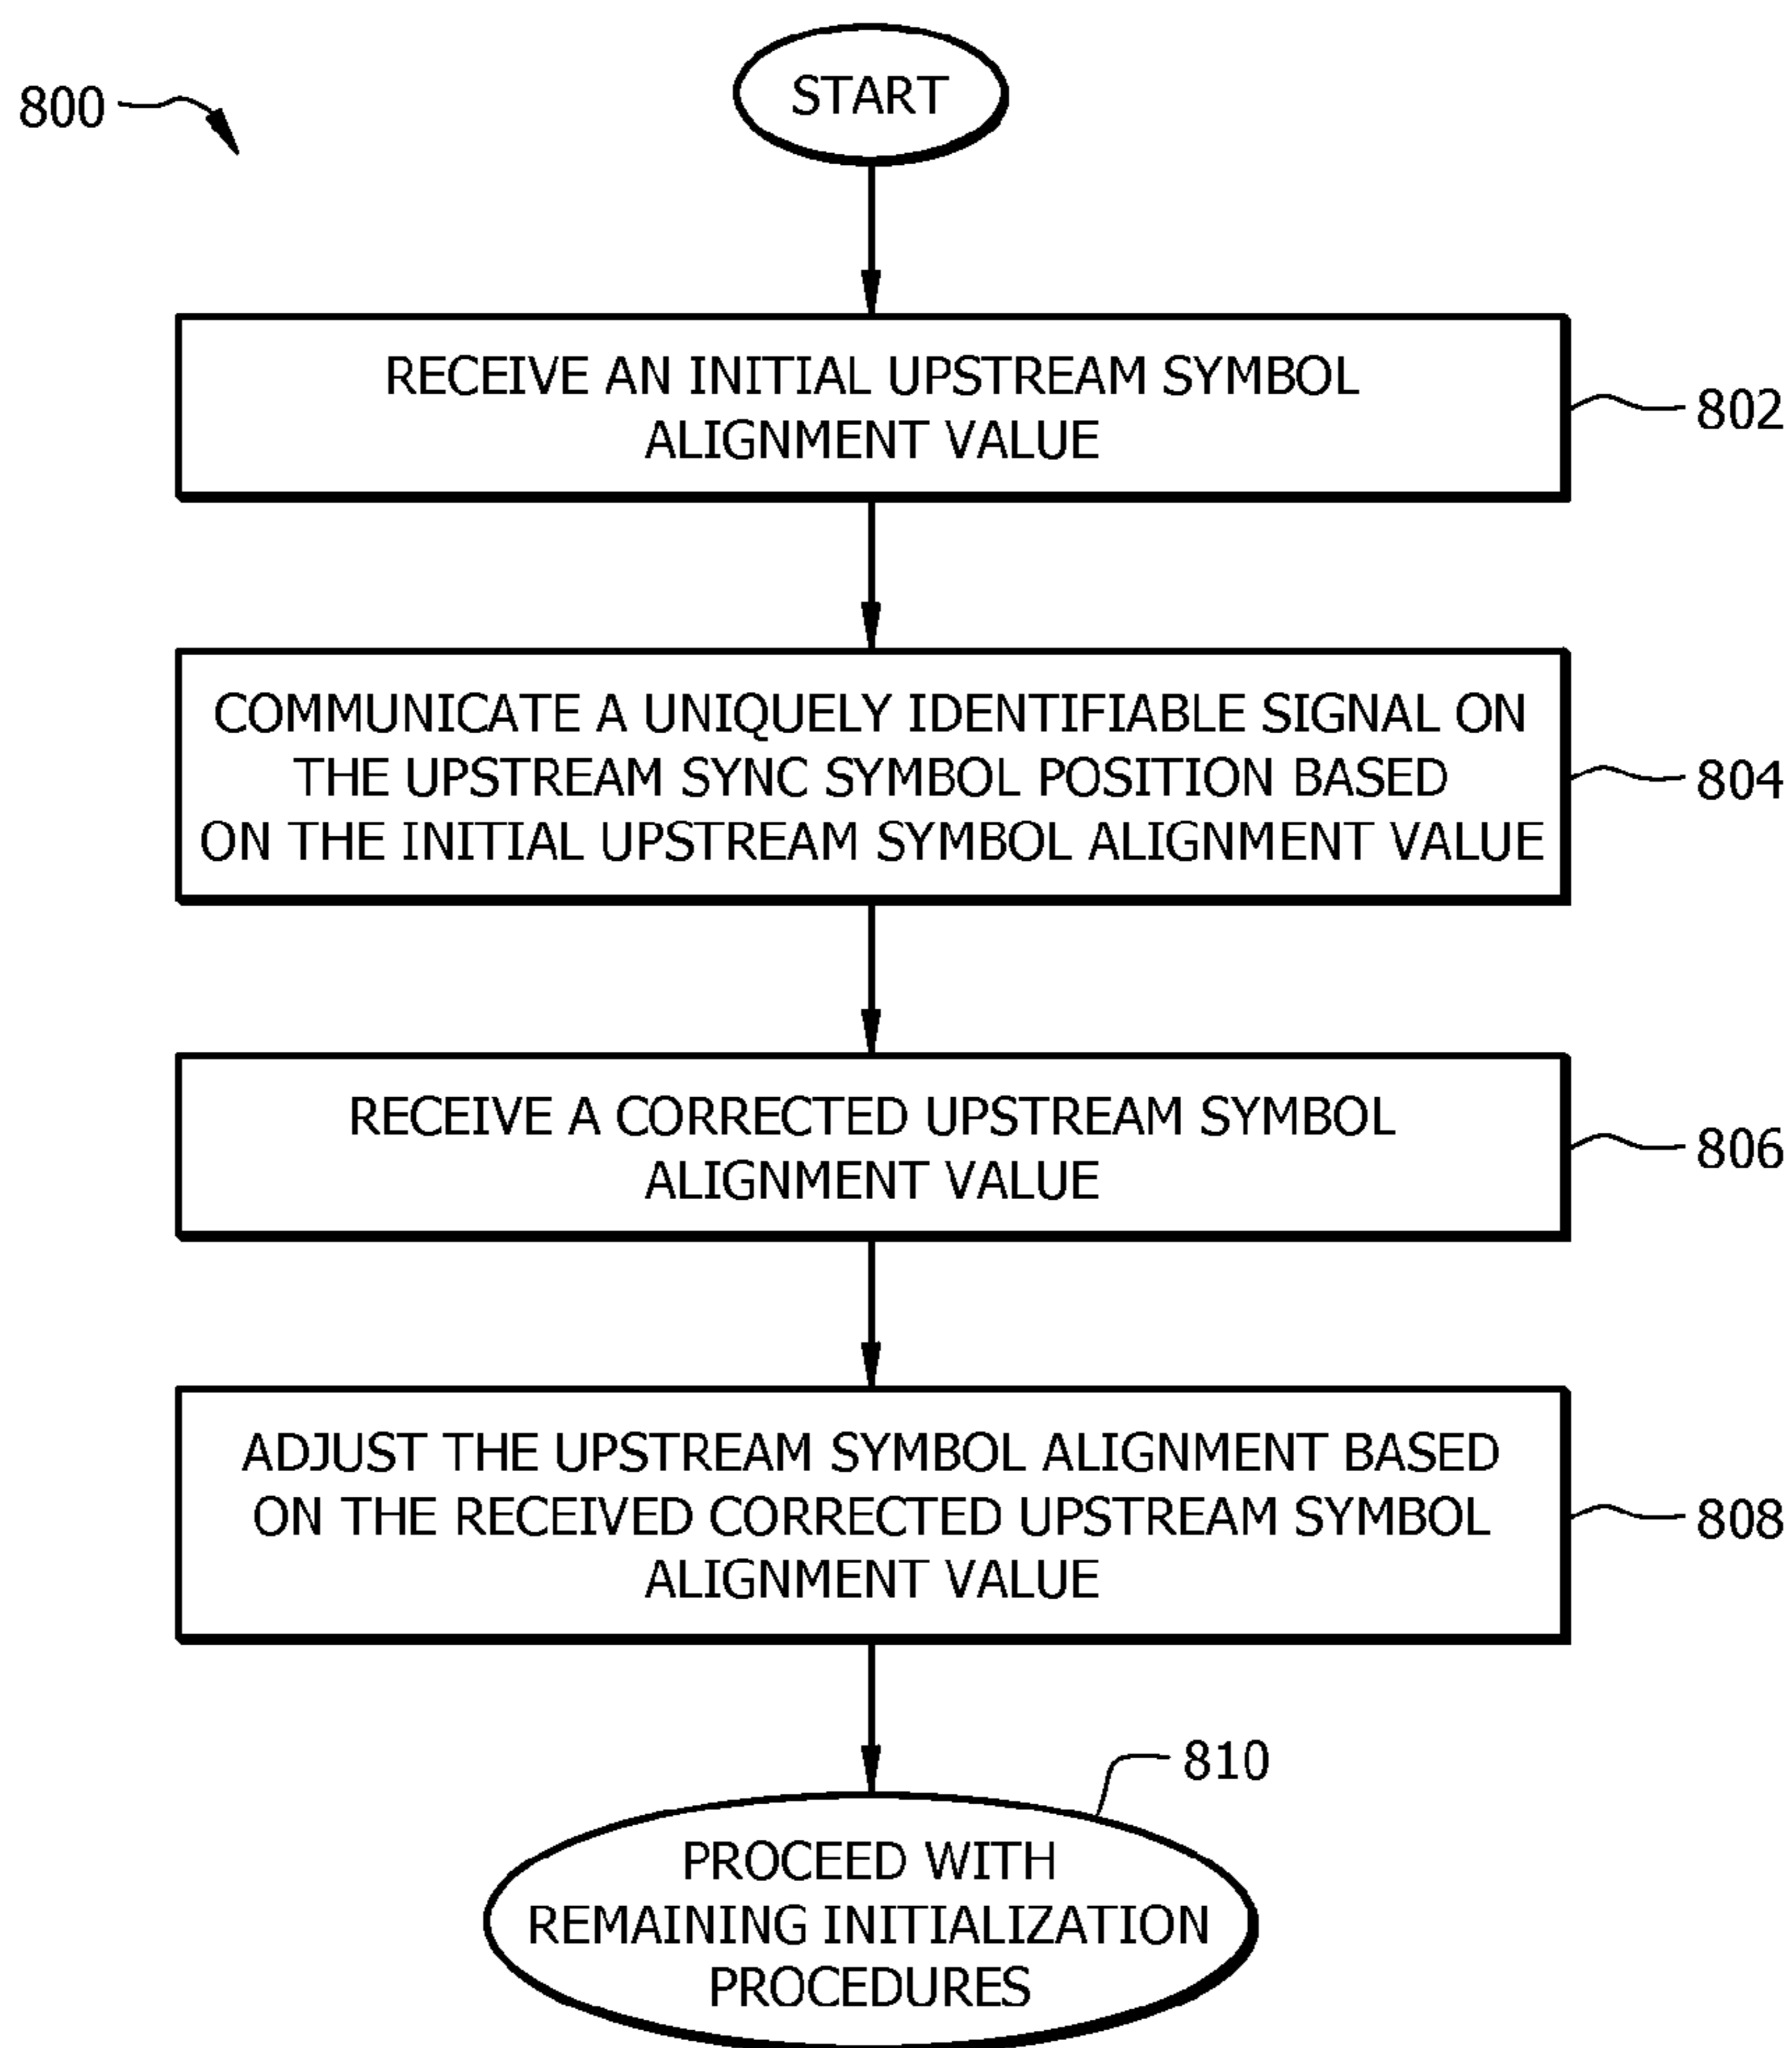 800
START
RECEIVE AN INITIAL UPSTREAM SYMBOL
ALIGNMENT VALUE
802
COMMUNICATE A UNIQUELY IDENTIFIABLE SIGNAL ON
THE UPSTREAM SYNC SYMBOL POSITION BASED
ON THE INITIAL UPSTREAM SYMBOL ALIGNMENT VALUE
804
RECEIVE A CORRECTED UPSTREAM SYMBOL
ALIGNMENT VALUE
806
ADJUST THE UPSTREAM SYMBOL ALIGNMENT BASED
ON THE RECEIVED CORRECTED UPSTREAM SYMBOL
ALIGNMENT VALUE
808
810
PROCEED WITH
REMAINING INITIALIZATION
PROCEDURES